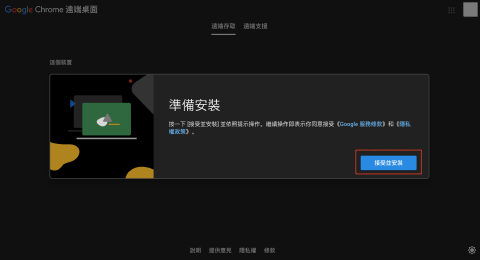 Google Chrome 遠端桌面
遠端存取 遠端支援
這個裝置
準備安裝
按一下 [接受並安裝] 並依照提示操作。繼續操作即表示你同意接受《Google 服務條款》和《隱私
權政策》。
接受並安裝
說明 提供意見 隱私權 條款